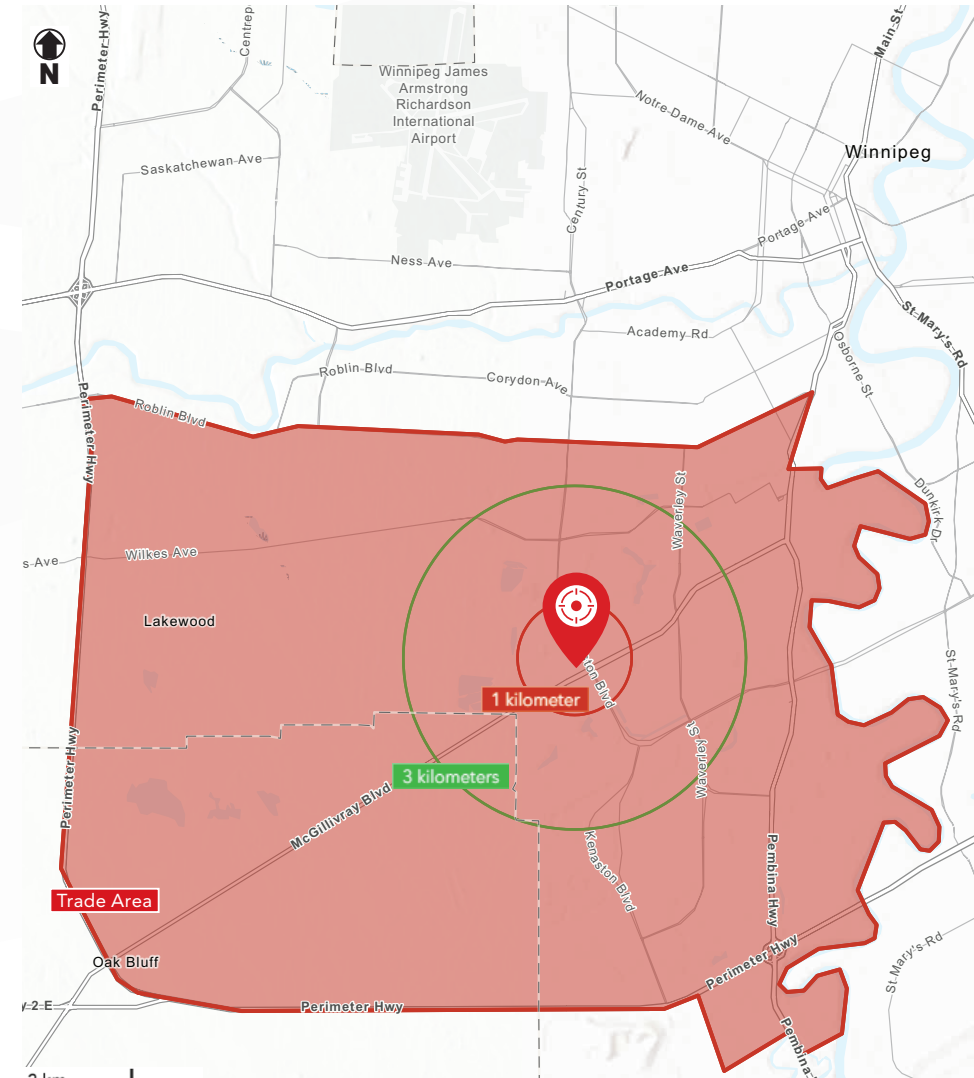 N
Perimeter Hwy
Centrep
Winnipeg James
Armstrong
Richardson
International
Airport
Main St
Notre Dame Ave
Winnipeg
Saskatchewan Ave
Century St
Portage Ave
Ness Ave
Portage Ave
St-Mary's-Rd
Academy Rd
Osborne St
Roblin Blvd
Corydon Ave
Perimeter Hwy
Roblin Blvd
Waverley St
Dunkirk-Dr
s Ave
Wilkes Ave
Lakewood
ton Blvd
St-Mary's-Rd
1 kilometer
Waverley St
3 kilometers
Perimeter Hwy
McGillivray Blvd
Kenaston Blvd
Pembina Hwy
Trade Area
Oak Bluff
Perimeter Hwy
St-Mary's-Rd
2 E
Perimeter Hwy
Pembina